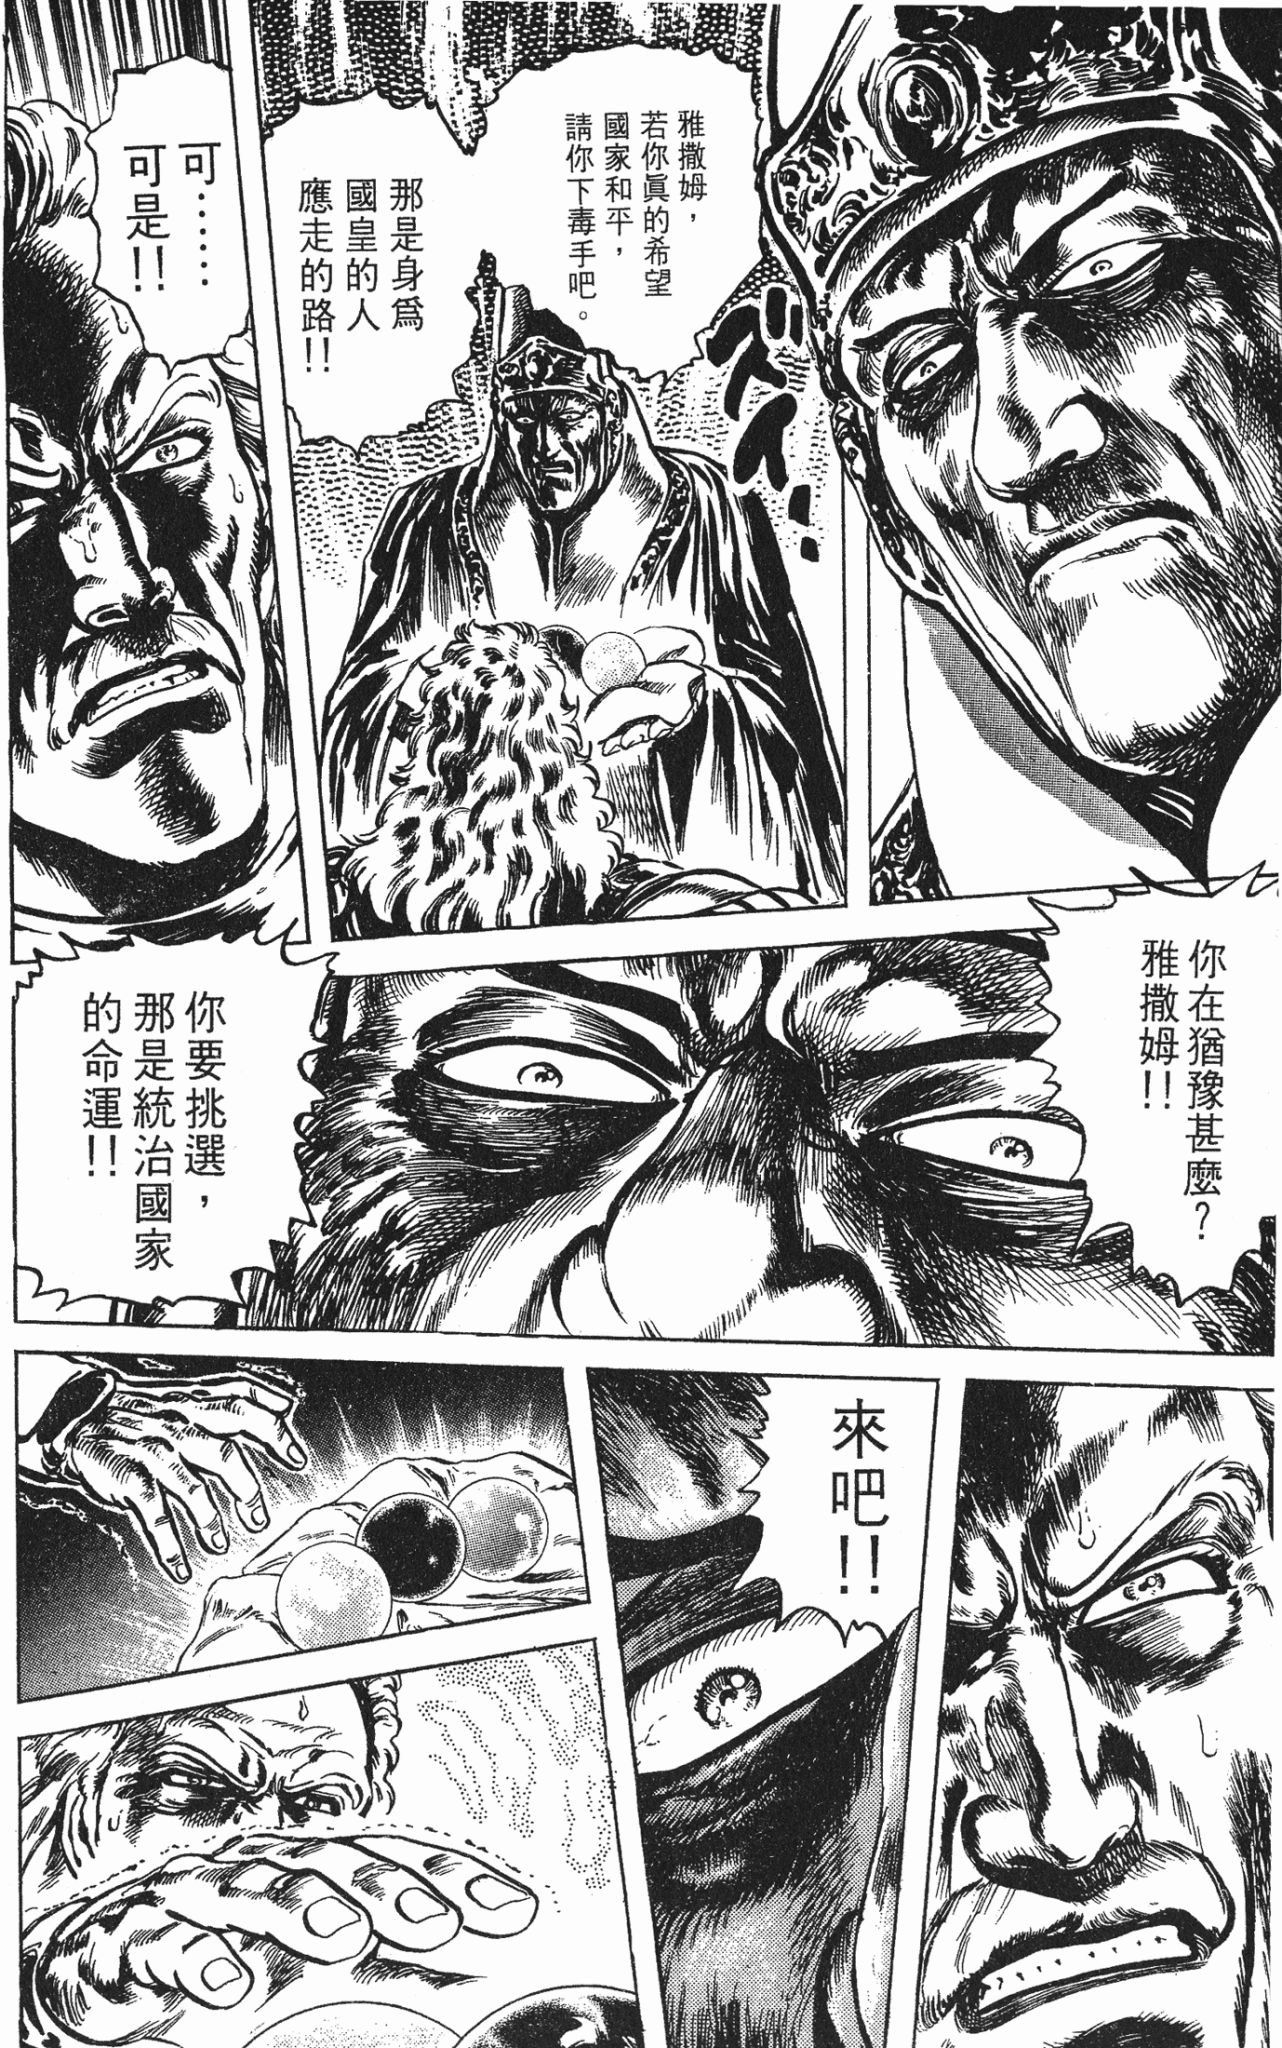 雅撒姆，
若你眞的希望
國家和平，
請你下毒手吧。
那是身爲
國皇的人
應走的路!!
ズズイ…
可……
可是!!
你在猶豫甚麼？
雅撒姆!!
你要挑選，
那是統治國家
的命運!!
來吧!!